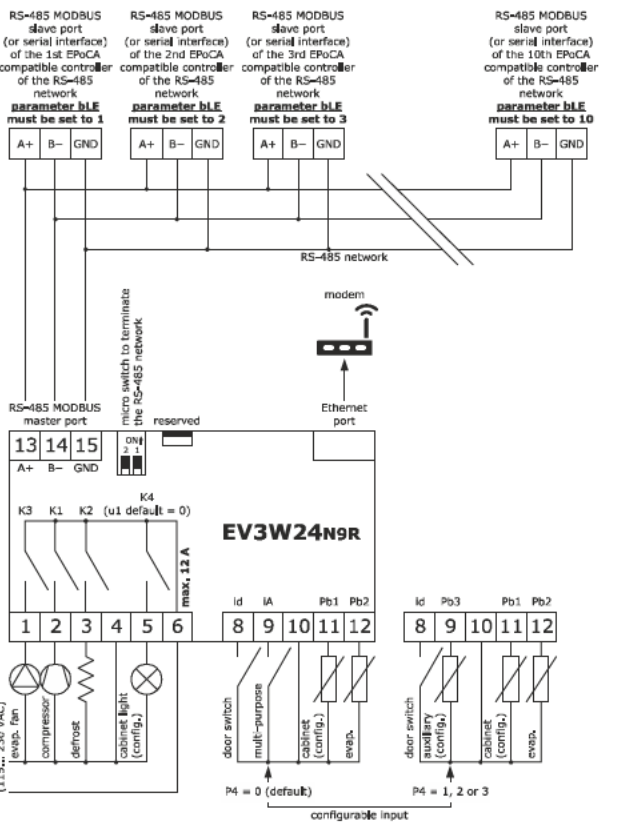 RS-485 MODBUS
slave port
(or serial interface)
of the 1st EPoCA
compatible controller
of the RS-485
network
parameter bLE
must be set to 1
RS-485 MODBUS
slave port
(or serial interface)
of the 2nd EPoCA
compatible controller
of the RS-485
network
parameter bLE
must be set to 2
RS-485 MODBUS
slave port
(or serial interface)
of the 3rd EPoCA
compatible controller
of the RS-485
network
parameter bLE
must be set to 3
RS-485 MODBUS
slave port
(or serial interface)
of the 10th EPoCA
compatible controller
of the RS-485
network
parameter bLE
must be set to 10
A+ B− GND
A+ B− GND
A+ B− GND
A+ B− GND
RS-485 network
modem
micro switch to terminate
the RS-485 network
RS-485 MODBUS
master port
reserved
Ethernet
port
13 14 15
A+ B− GND
ON
2 1
K3 K1 K2
K4
(u1 default = 0)
max. 12 A
EV3W24N9R
1 2 3 4 5 6
Id IA Pb1 Pb2
8 9 10 11 12
Id Pb3 Pb1 Pb2
8 9 10 11 12
evap. fan
compressor
defrost
cabinet light
(config.)
door switch
multi-purpose
cabinet
(config.)
evap.
door switch
auxiliary
(config.)
cabinet
(config.)
evap.
P4 = 0 (default)
P4 = 1, 2 or 3
configurable input